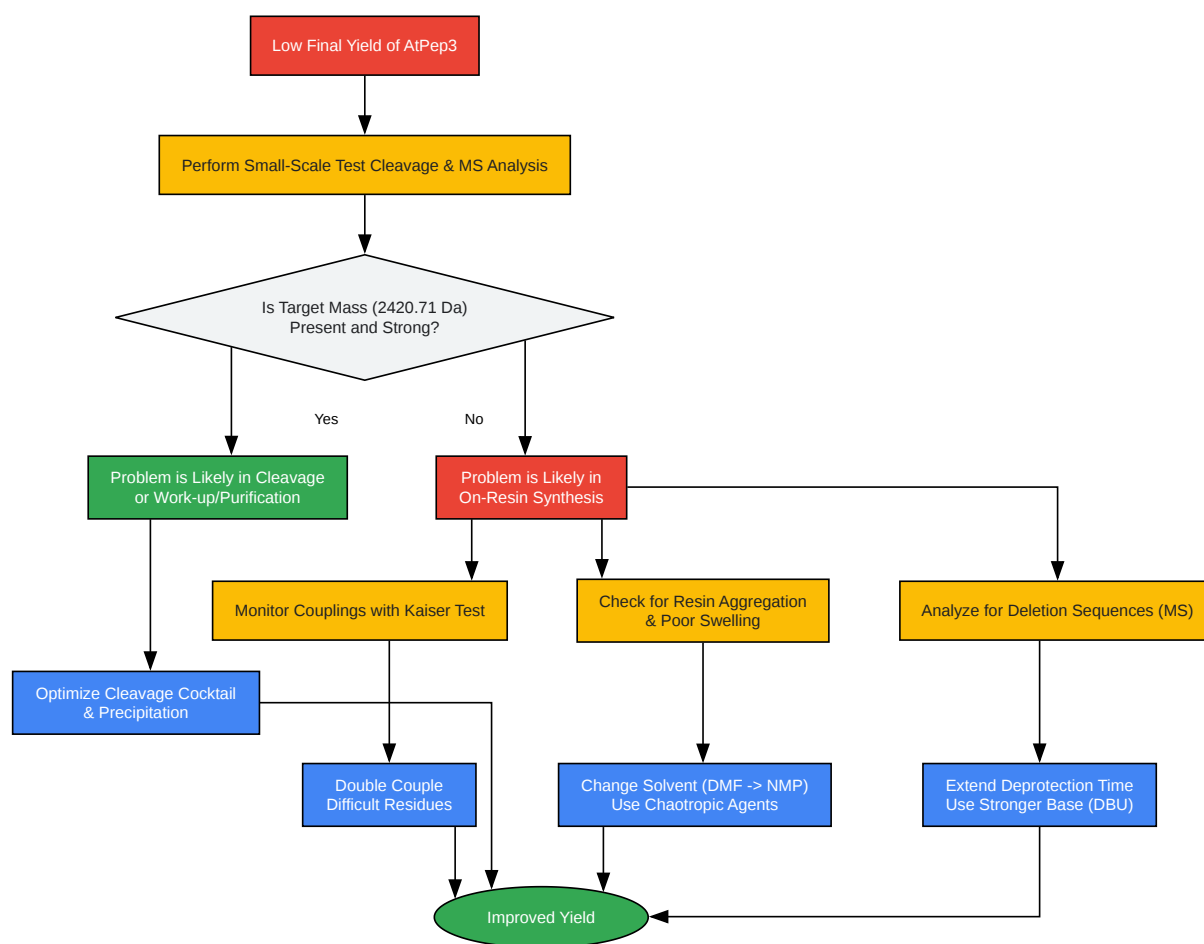 Low Final Yield of AtPep3
Perform Small-Scale Test Cleavage & MS Analysis
Is Target Mass (2420.71 Da)
Present and Strong?
Yes
No
Problem is Likely in Cleavage
or Work-up/Purification
Problem is Likely in
On-Resin Synthesis
Monitor Couplings with Kaiser Test
Check for Resin Aggregation
& Poor Swelling
Analyze for Deletion Sequences (MS)
Optimize Cleavage Cocktail
& Precipitation
Double Couple
Difficult Residues
Change Solvent (DMF -> NMP)
Use Chaotropic Agents
Extend Deprotection Time
Use Stronger Base (DBU)
Improved Yield